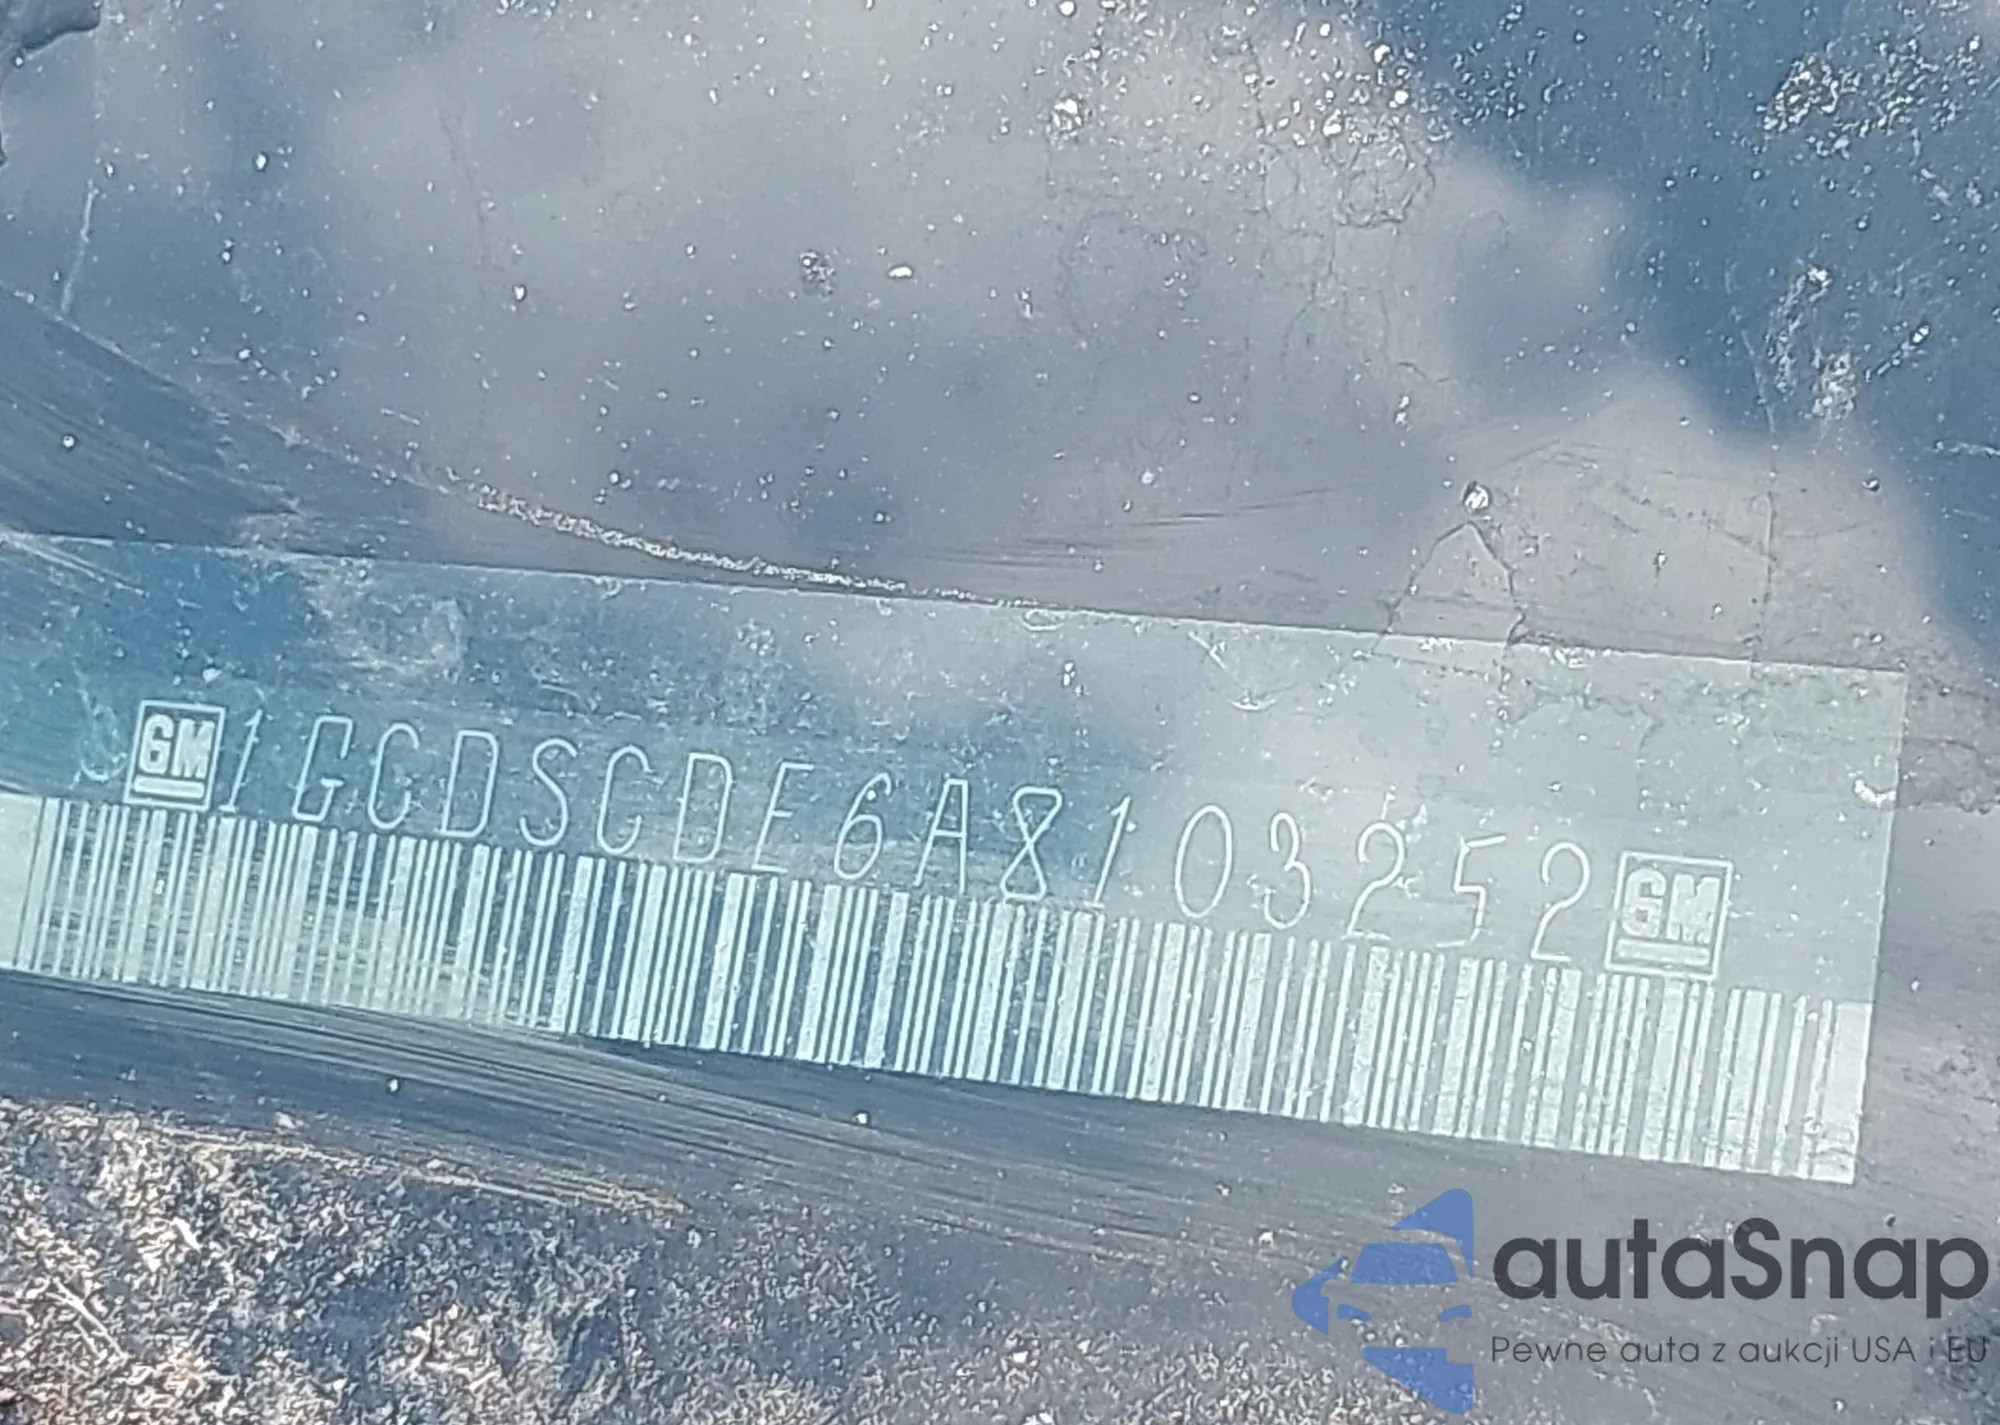 GM 1GCDSCDE6A8103252 GM
autaSnap
Pewne auta z aukcji USA i EU